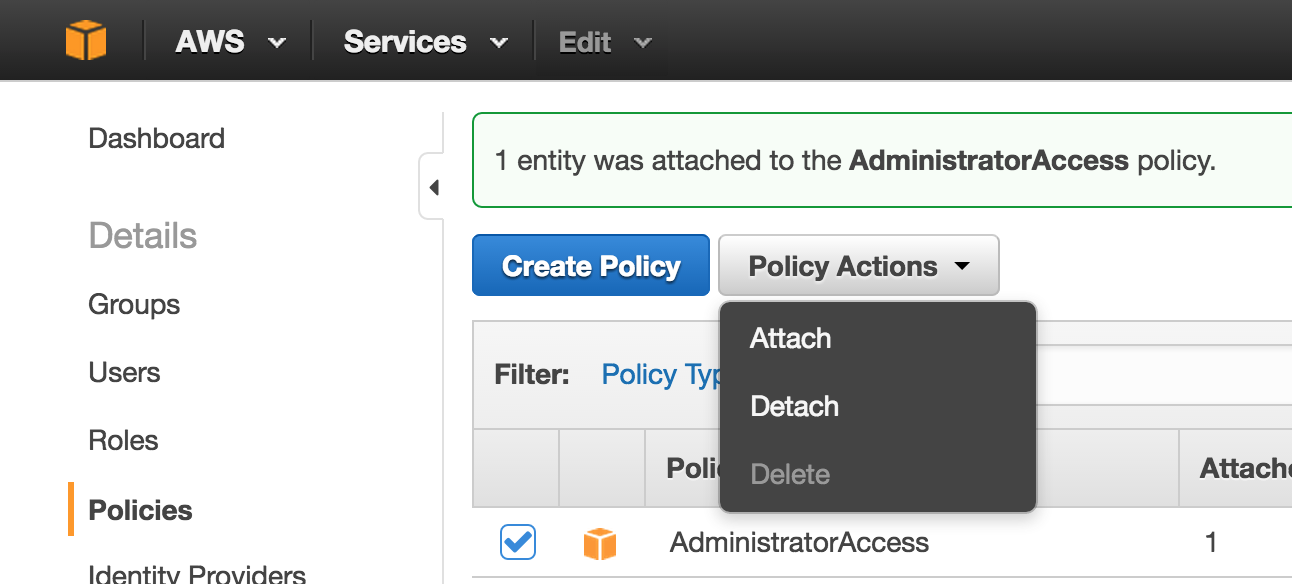 AWS Services Edit
Dashboard
1 entity was attached to the AdministratorAccess policy.
Details
Create Policy Policy Actions
Groups
Attach
Users
Filter: Policy Typ
Detach
Roles
Poli
Delete
Attache
Policies
AdministratorAccess 1
Identity Providers